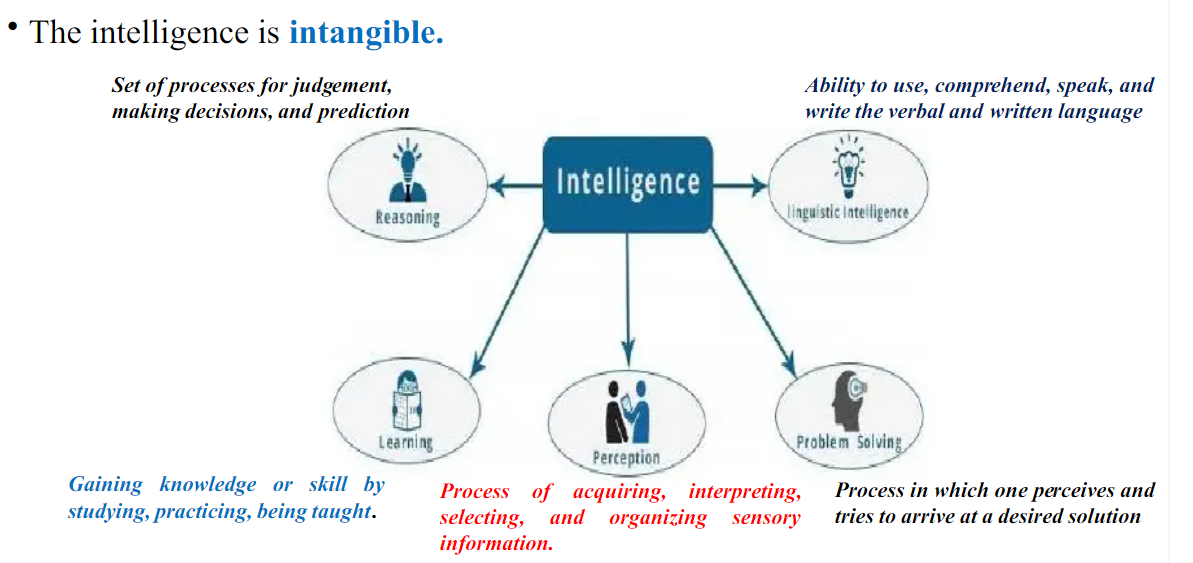 • The intelligence is intangible.
Set of processes for judgement,
making decisions, and prediction
Ability to use, comprehend, speak, and
write the verbal and written language
Intelligence
Reasoning
linguistic Intelligence
Learning
Perception
Problem Solving
Gaining knowledge or skill by
studying, practicing, being taught.
Process of acquiring, interpreting,
selecting, and organizing sensory
information.
Process in which one perceives and
tries to arrive at a desired solution